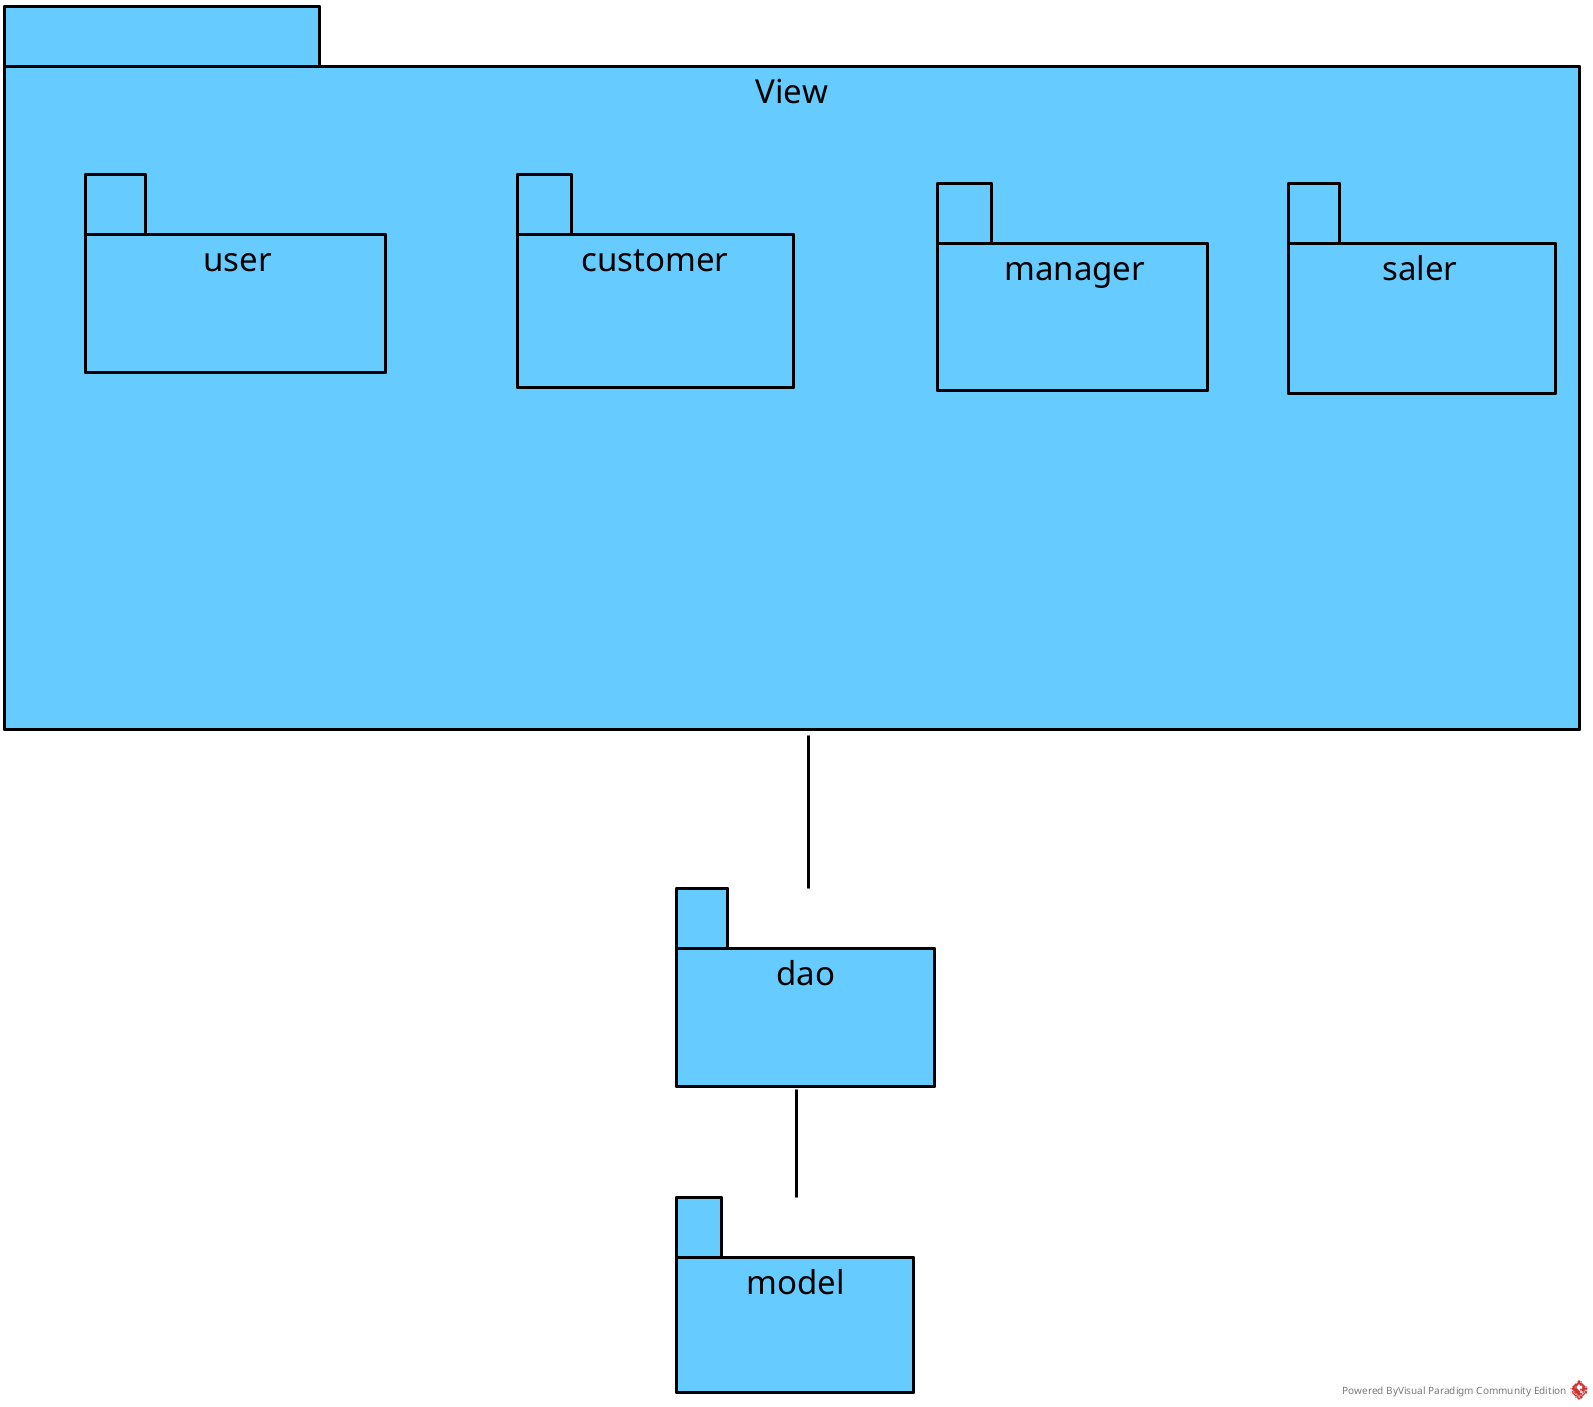 View
user
customer
manager
saler
dao
model
Powered ByVisual Paradigm Community Edition